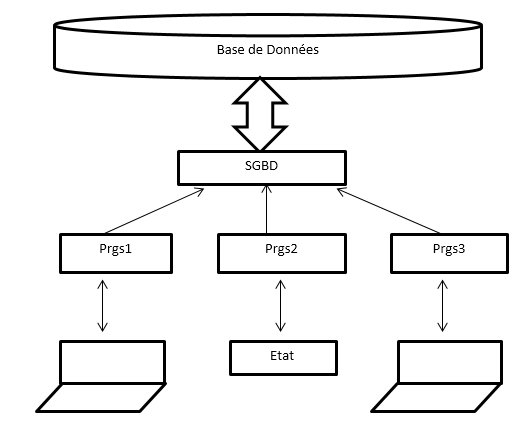 Base de Données
SGBD
Prgs1
Prgs2
Prgs3
Etat